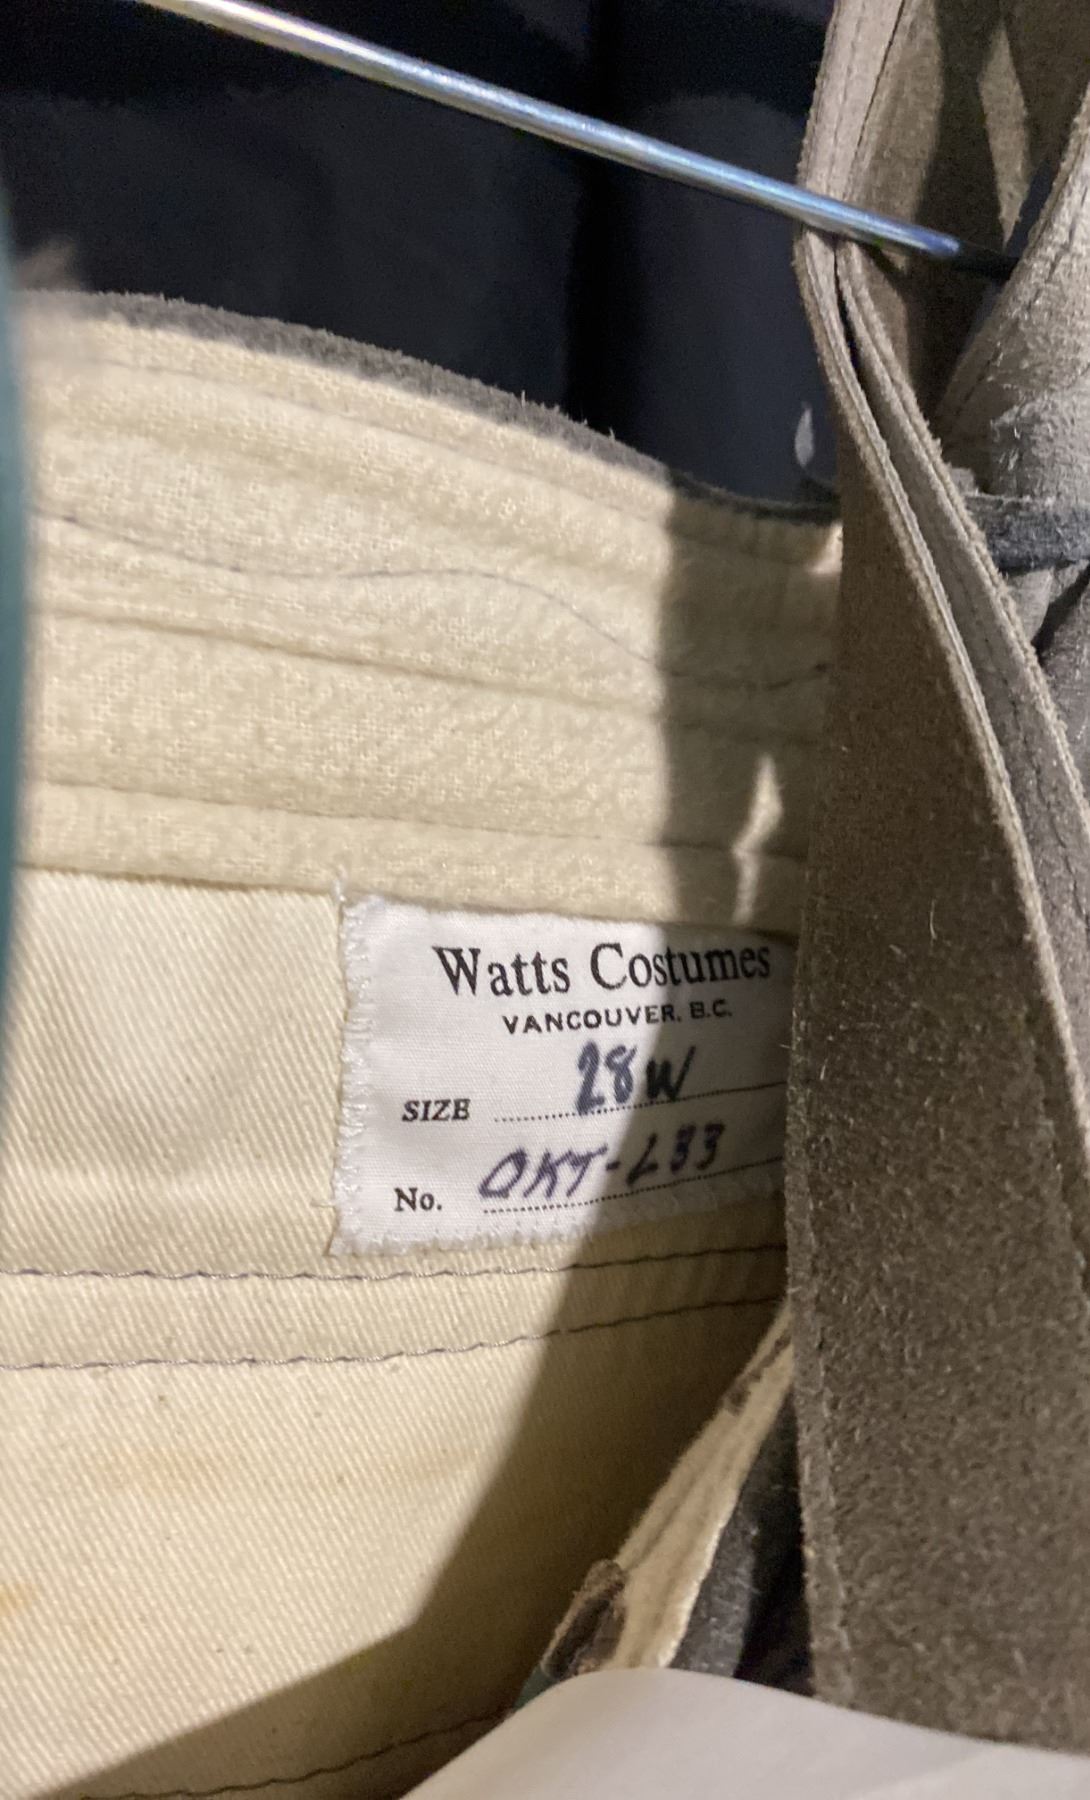 Watts Costumes
VANCOUVER, B.C.
SIZE 28W
No. OKT-L33